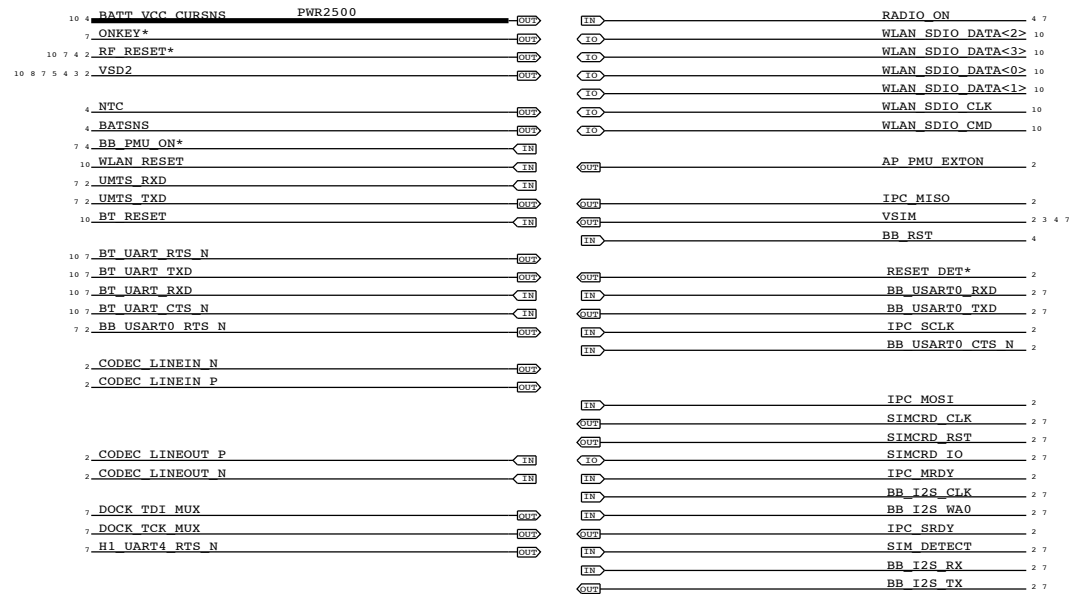 10 4 BATT_VCC_CURSNS PWR2500 OUT
7 ONKEY* OUT
10 7 4 2 RF_RESET* OUT
10 8 7 5 4 3 2 VSD2 OUT
4 NTC OUT
4 BATSNS OUT
7 4 BB_PMU_ON* IN
10 WLAN_RESET IN
7 2 UMTS_RXD IN
7 2 UMTS_TXD OUT
10 BT_RESET IN
10 7 BT_UART_RTS_N OUT
10 7 BT_UART_TXD OUT
10 7 BT_UART_RXD IN
10 7 BT_UART_CTS_N IN
7 2 BB_USART0_RTS_N OUT
2 CODEC_LINEIN_N OUT
2 CODEC_LINEIN_P OUT
2 CODEC_LINEOUT_P IN
2 CODEC_LINEOUT_N IN
7 DOCK_TDI_MUX OUT
7 DOCK_TCK_MUX OUT
7 H1_UART4_RTS_N OUT
IN RADIO_ON 4 7
IO WLAN_SDIO_DATA<2> 10
IO WLAN_SDIO_DATA<3> 10
IO WLAN_SDIO_DATA<0> 10
IO WLAN_SDIO_DATA<1> 10
IO WLAN_SDIO_CLK 10
IO WLAN_SDIO_CMD 10
OUT AP_PMU_EXTON 2
OUT IPC_MISO 2
OUT VSIM 2 3 4 7
IN BB_RST 4
OUT RESET_DET* 2
IN BB_USART0_RXD 2 7
OUT BB_USART0_TXD 2 7
IN IPC_SCLK 2
IN BB_USART0_CTS_N 2
IN IPC_MOSI 2
OUT SIMCRD_CLK 2 7
OUT SIMCRD_RST 2 7
IO SIMCRD_IO 2 7
IN IPC_MRDY 2
IN BB_I2S_CLK 2 7
IN BB_I2S_WA0 2 7
OUT IPC_SRDY 2
IN SIM_DETECT 2 7
IN BB_I2S_RX 2 7
OUT BB_I2S_TX 2 7